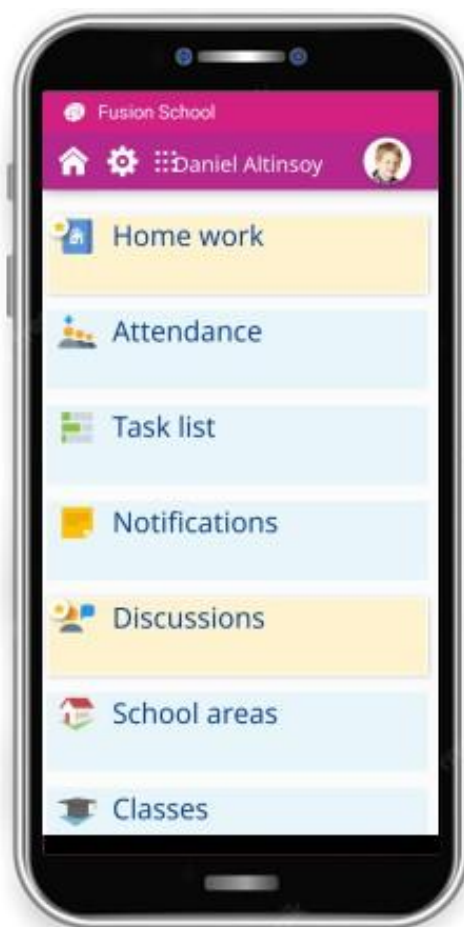 Fusion School
Daniel Altinsoy
Home work
Attendance
Task list
Notifications
Discussions
School areas
Classes